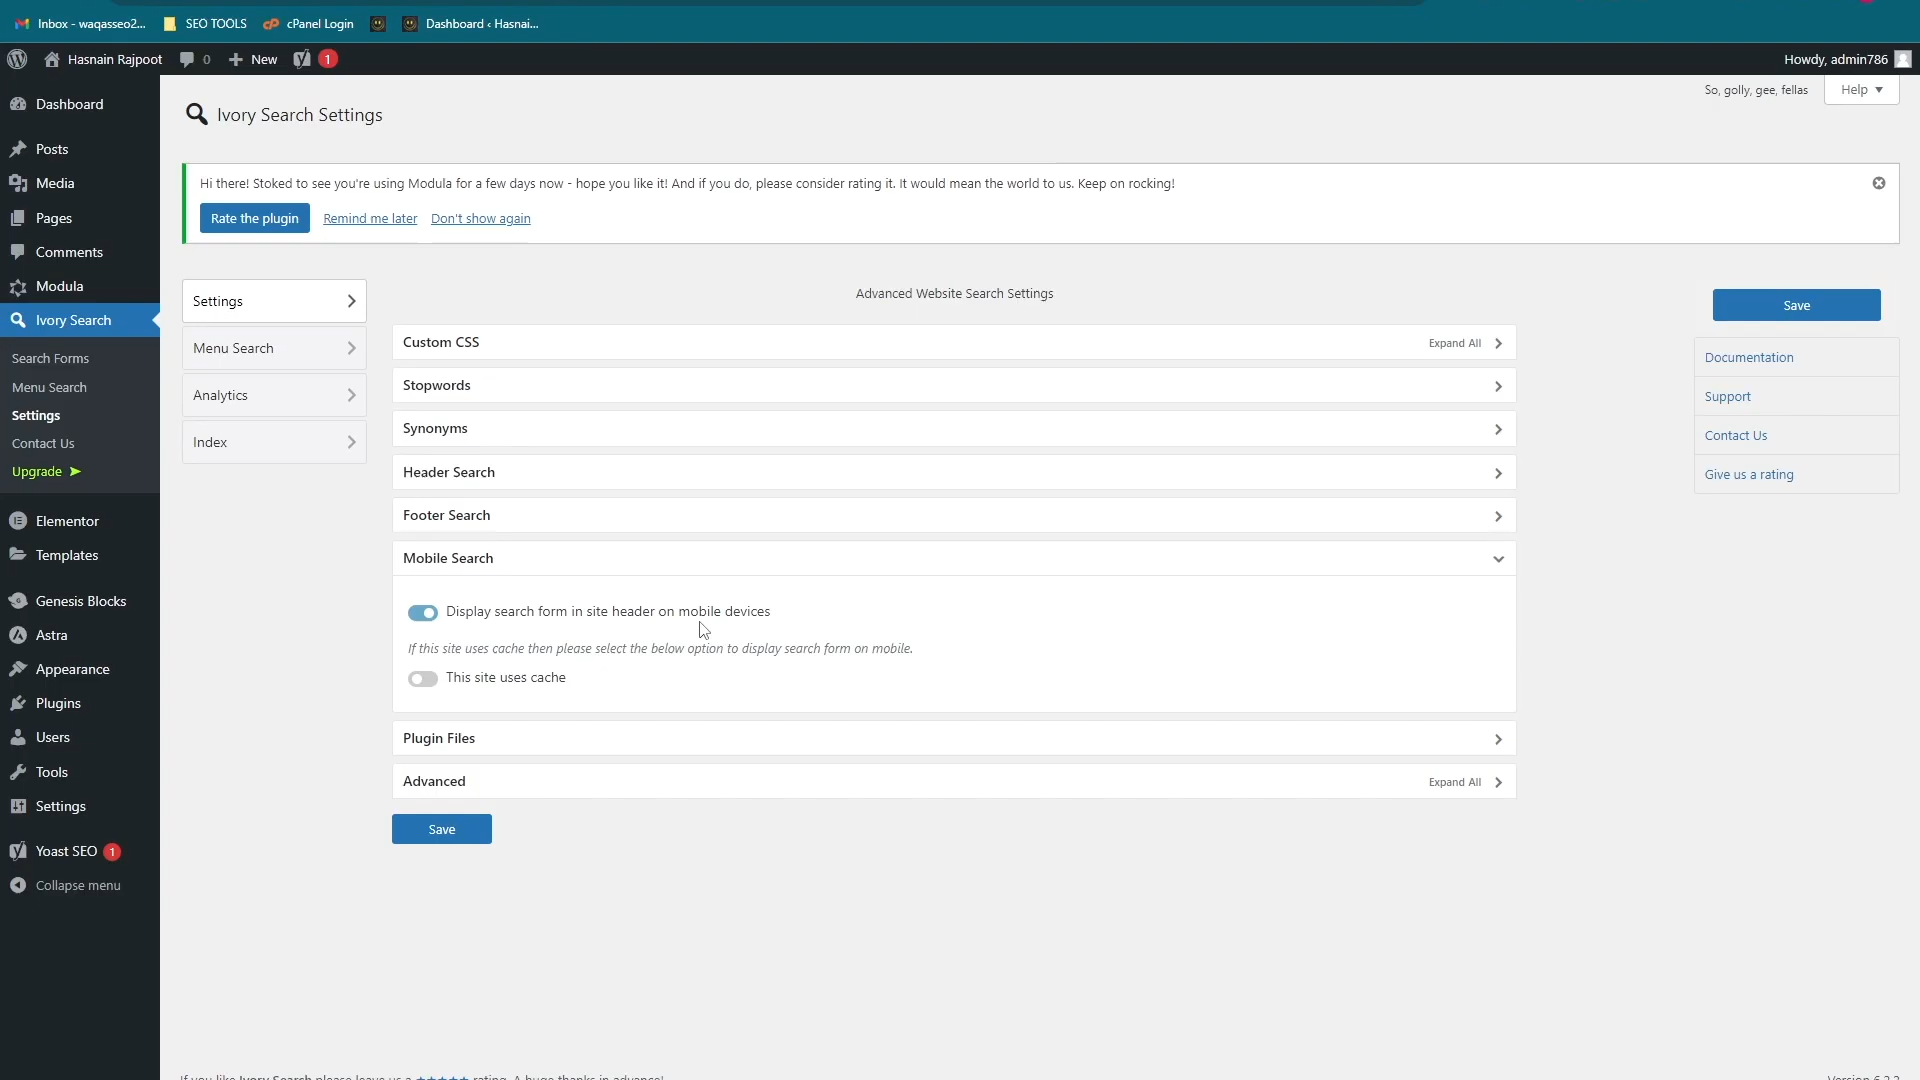 Inbox - waqasseo2...
SEO TOOLS
cPanel Login
Dashboard ‹ Hasnai...
Hasnain Rajpoot
0
New
1
Howdy, admin786
Dashboard
Posts
Media
Pages
Comments
Modula
Ivory Search
Search Forms
Menu Search
Settings
Contact Us
Upgrade ➤
Elementor
Templates
Genesis Blocks
Astra
Appearance
Plugins
Users
Tools
Settings
Yoast SEO 1
Collapse menu
So, golly, gee, fellas
Help
Ivory Search Settings
Hi there! Stoked to see you're using Modula for a few days now - hope you like it! And if you do, please consider rating it. It would mean the world to us. Keep on rocking!
Rate the plugin
Remind me later
Don't show again
Settings
Menu Search
Analytics
Index
Advanced Website Search Settings
Custom CSS
Expand All
Stopwords
Synonyms
Header Search
Footer Search
Mobile Search
Display search form in site header on mobile devices
If this site uses cache then please select the below option to display search form on mobile.
This site uses cache
Plugin Files
Advanced
Expand All
Save
Save
Documentation
Support
Contact Us
Give us a rating
If you like Ivory Search please leave us a ★★★★★ rating. A huge thanks in advance!